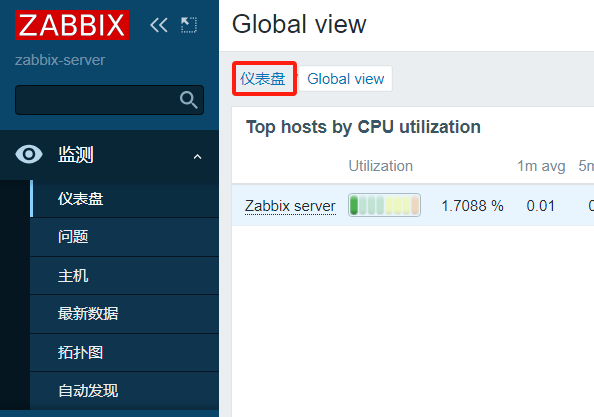 ZABBIX
zabbix-server
监测
仪表盘
问题
主机
最新数据
拓扑图
自动发现
Global view
仪表盘 Global view
Top hosts by CPU utilization
Utilization 1m avg 5m
Zabbix server 1.7088 % 0.01